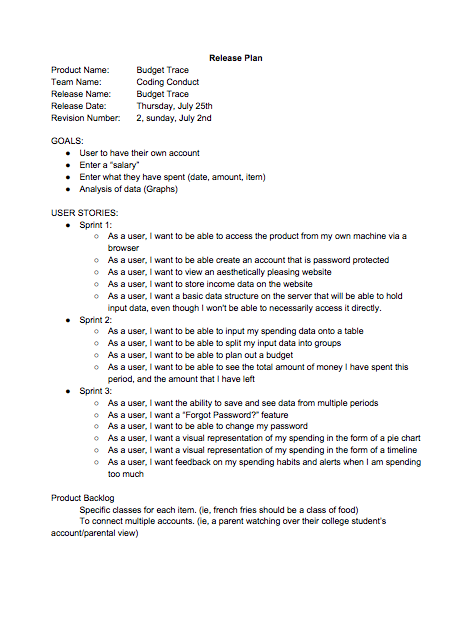 Release Plan
Product Name: Budget Trace
Team Name: Coding Conduct
Release Name: Budget Trace
Release Date: Thursday, July 25th
Revision Number: 2, sunday, July 2nd
GOALS:
● User to have their own account
● Enter a "salary"
● Enter what they have spent (date, amount, item)
● Analysis of data (Graphs)
USER STORIES:
● Sprint 1:
○ As a user, I want to be able to access the product from my own machine via a
browser
○ As a user, I want to be able create an account that is password protected
○ As a user, I want to view an aesthetically pleasing website
○ As a user, I want to store income data on the website
○ As a user, I want a basic data structure on the server that will be able to hold
input data, even though I won't be able to necessarily access it directly.
● Sprint 2:
○ As a user, I want to be able to input my spending data onto a table
○ As a user, I want to be able to split my input data into groups
○ As a user, I want to be able to plan out a budget
○ As a user, I want to be able to see the total amount of money I have spent this
period, and the amount that I have left
● Sprint 3:
○ As a user, I want the ability to save and see data from multiple periods
○ As a user, I want a "Forgot Password?" feature
○ As a user, I want to be able to change my password
○ As a user, I want a visual representation of my spending in the form of a pie chart
○ As a user, I want a visual representation of my spending in the form of a timeline
○ As a user, I want feedback on my spending habits and alerts when I am spending
too much
Product Backlog
Specific classes for each item. (ie, french fries should be a class of food)
To connect multiple accounts. (ie, a parent watching over their college student's
account/parental view)